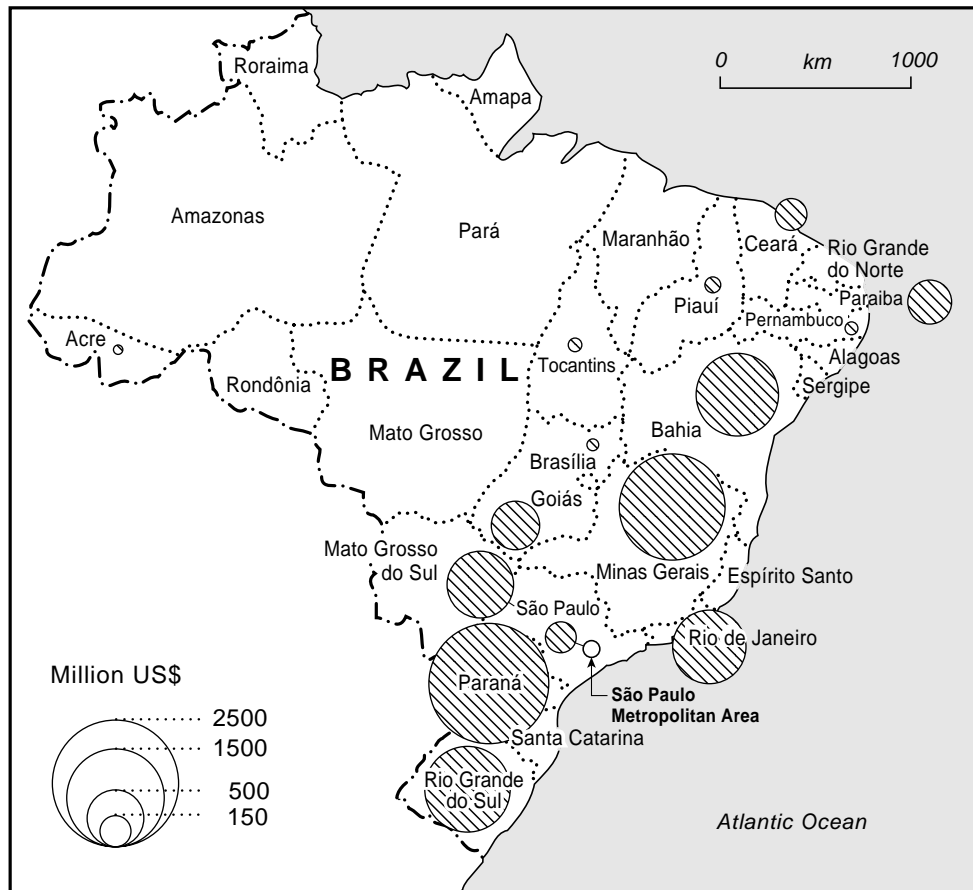 Roraima
0 km 1000
Amapa
Amazonas
Pará
Maranhão
Ceará
Rio Grande
do Norte
Piauí
Paraiba
Pernambuco
Acre
Alagoas
Tocantins
BRAZIL
Rondônia
Sergipe
Mato Grosso
Bahia
Brasília
Goiás
Mato Grosso
do Sul
Minas Gerais
Espírito Santo
São Paulo
Rio de Janeiro
Paraná
São Paulo
Metropolitan Area
Santa Catarina
Rio Grande
do Sul
Million US$
2500
1500
500
150
Atlantic Ocean